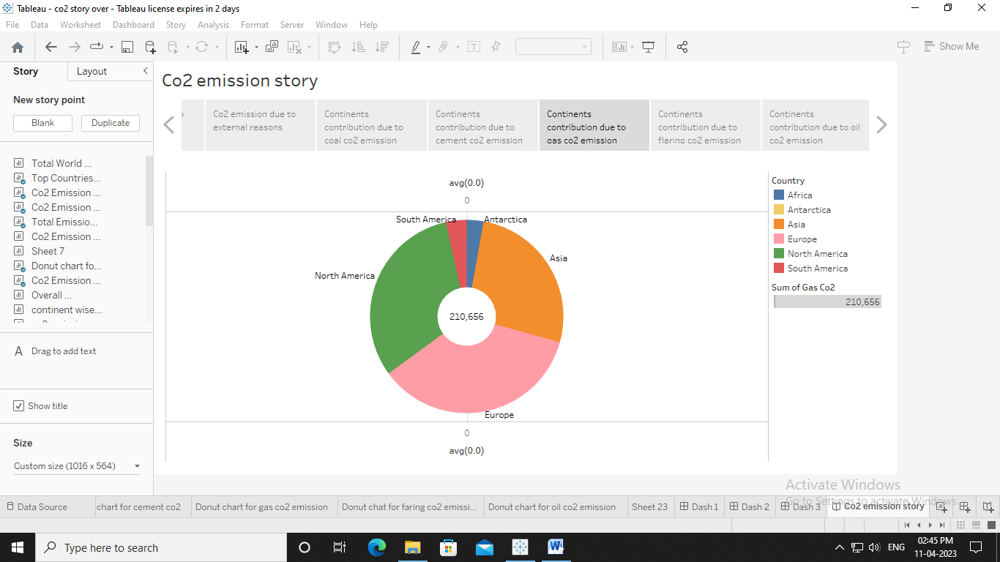 Tableau - co2 story over - Tableau license expires in 2 days
File Data Worksheet Dashboard Story Analysis Format Server Window Help
Show Me
Story
Layout
New story point
Blank
Duplicate
Total World ...
Top Countries...
Co2 Emission ...
Co2 Emission ...
Total Emissio...
Co2 Emission ...
Sheet 7
Donut chart fo...
Co2 Emission ...
Overall ...
continent wise...
A Drag to add text
Show title
Size
Custom size (1016 x 564)
Co2 emission story
Co2 emission due to
external reasons
Continents
contribution due to
coal co2 emission
Continents
contribution due to
cement co2 emission
Continents
contribution due to
gas co2 emission
Continents
contribution due to
flaring co2 emission
Continents
contribution due to oil
co2 emission
avg(0.0)
0
South America
Antarctica
Asia
North America
210,656
Europe
0
avg(0.0)
Country
Africa
Antarctica
Asia
Europe
North America
South America
Sum of Gas Co2
210,656
Activate Windows
Go to Settings to activate Windows.
Data Source
chart for cement co2
Donut chart for gas co2 emission
Donut chat for faring co2 emissi...
Donut chart for oil co2 emission
Sheet 23
Dash 1
Dash 2
Dash 3
Co2 emission story
Type here to search
ENG
02:45 PM
11-04-2023